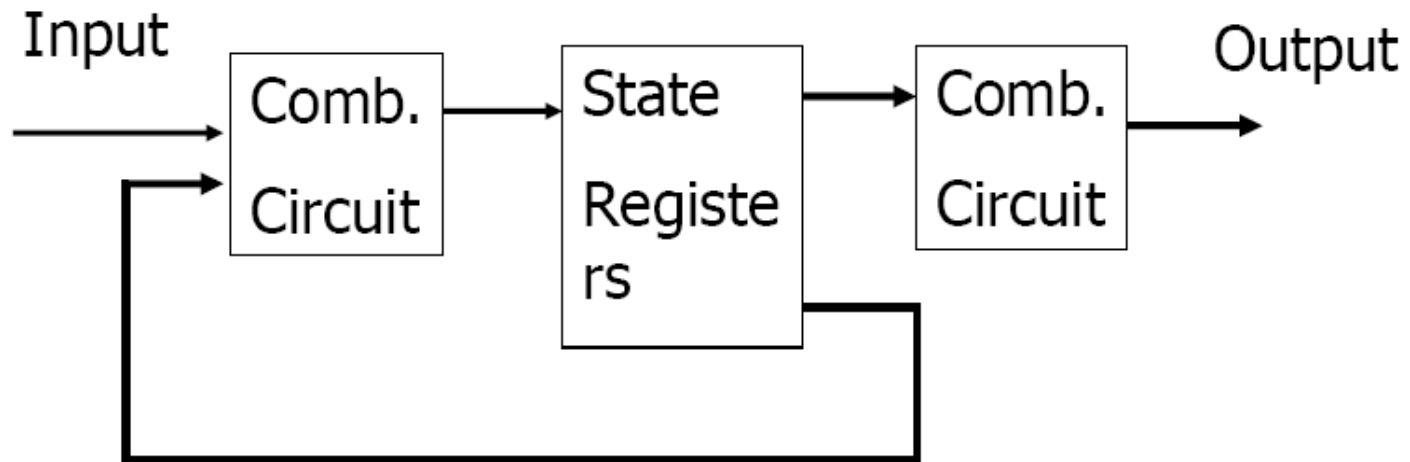 Input
Comb.
Circuit
State
Registe
rs
Comb.
Circuit
Output